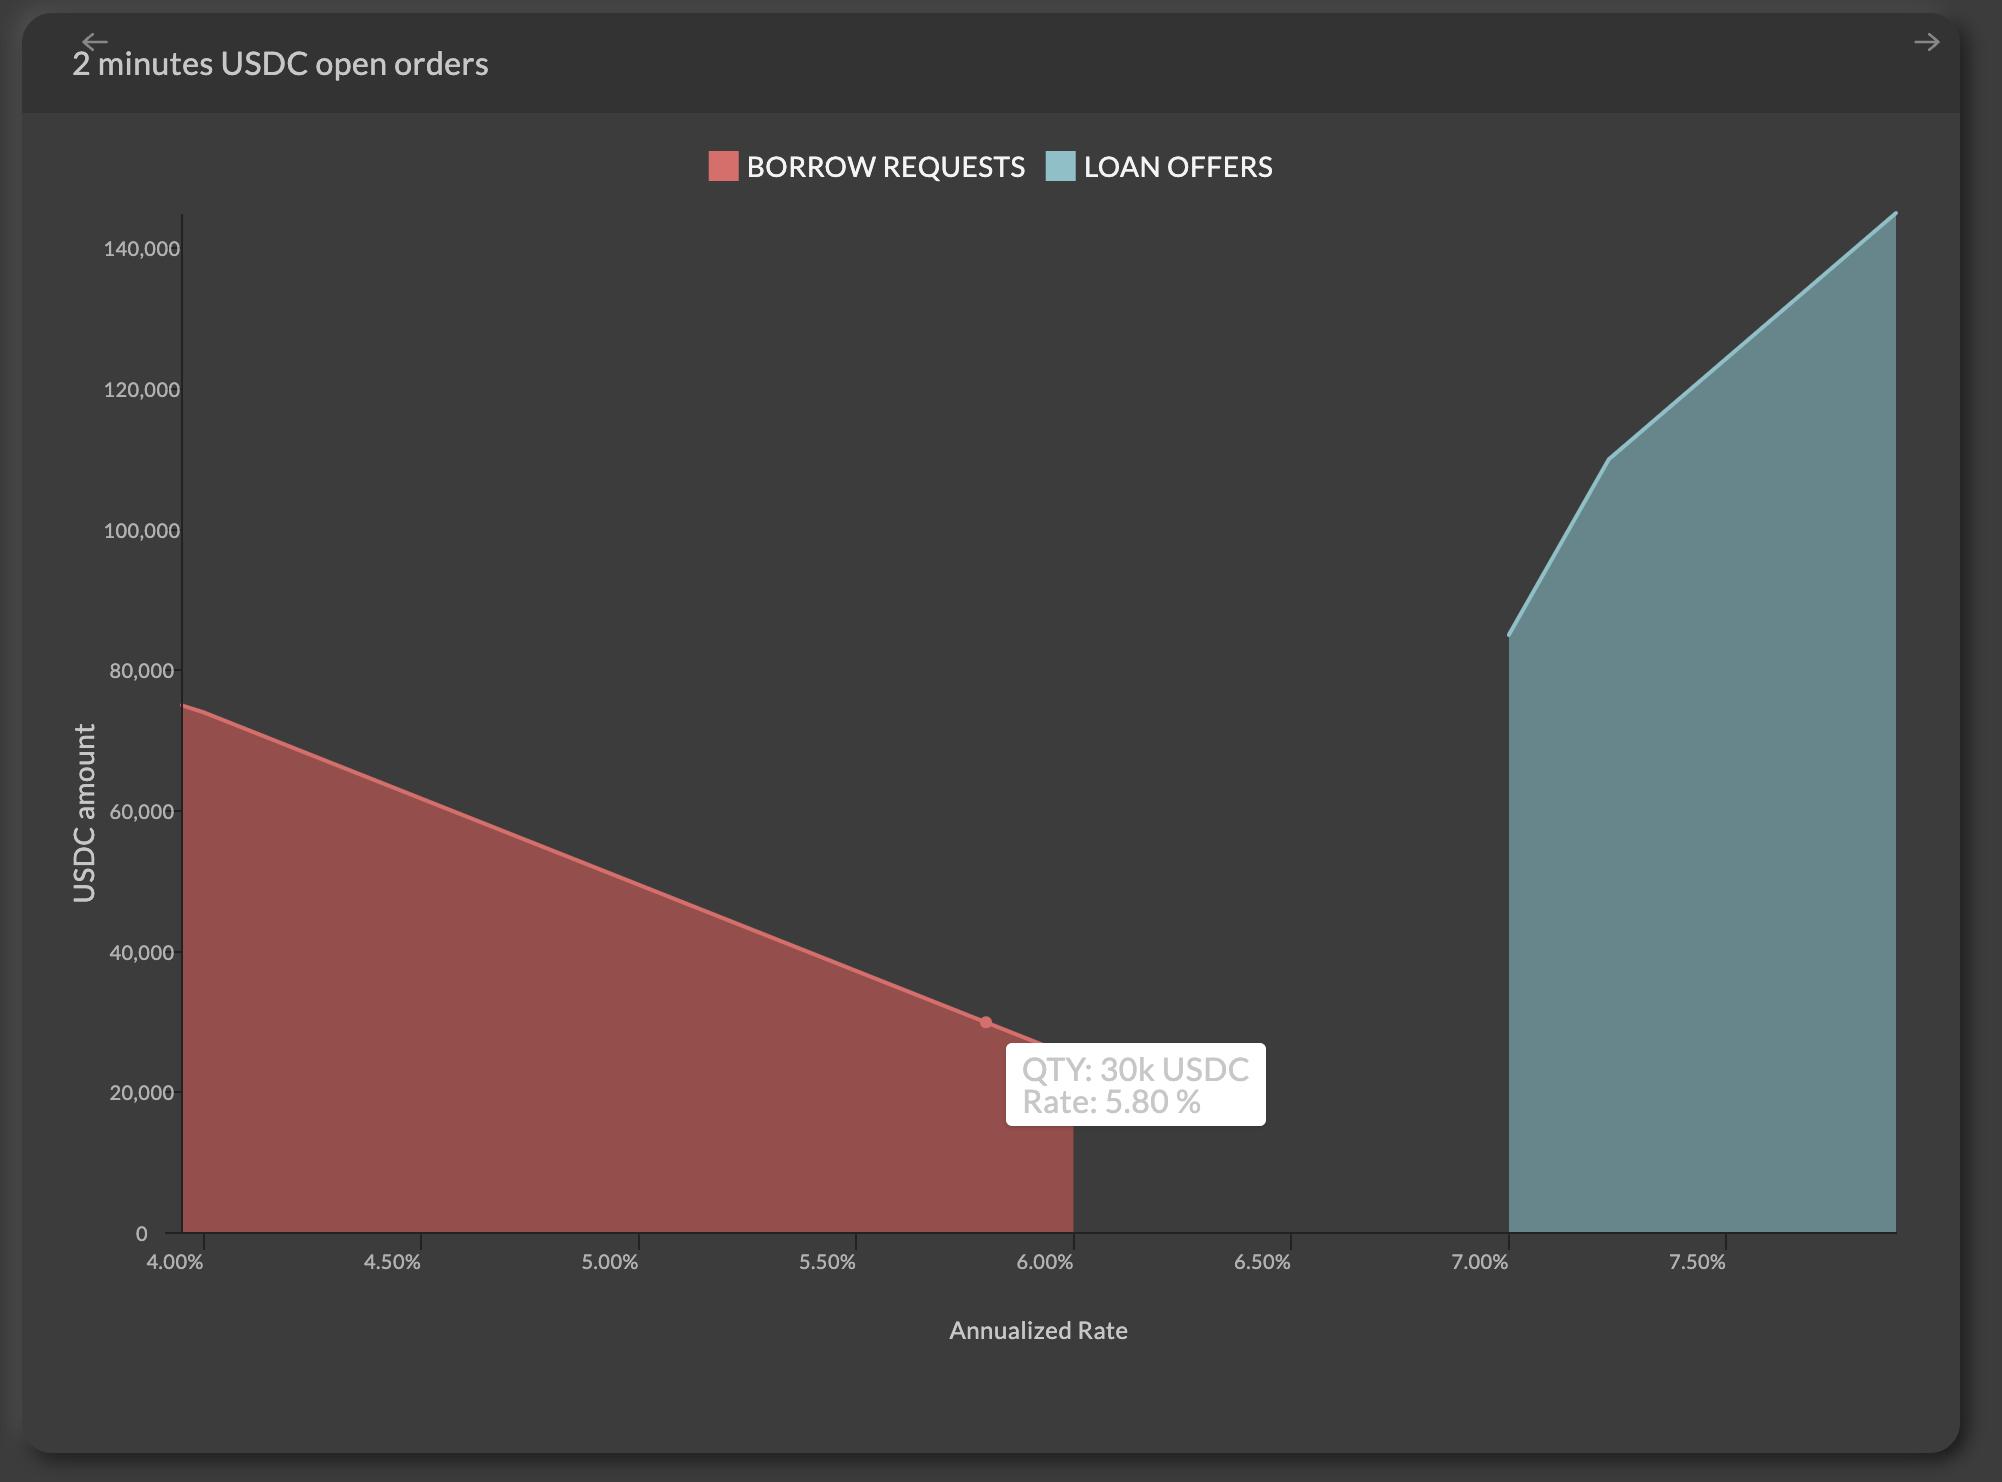 2 minutes USDC open orders
BORROW REQUESTS LOAN OFFERS
140,000
120,000
100,000
80,000
60,000
40,000
20,000
0
USDC amount
QTY: 30k USDC
Rate: 5.80 %
4.00% 4.50% 5.00% 5.50% 6.00% 6.50% 7.00% 7.50%
Annualized Rate